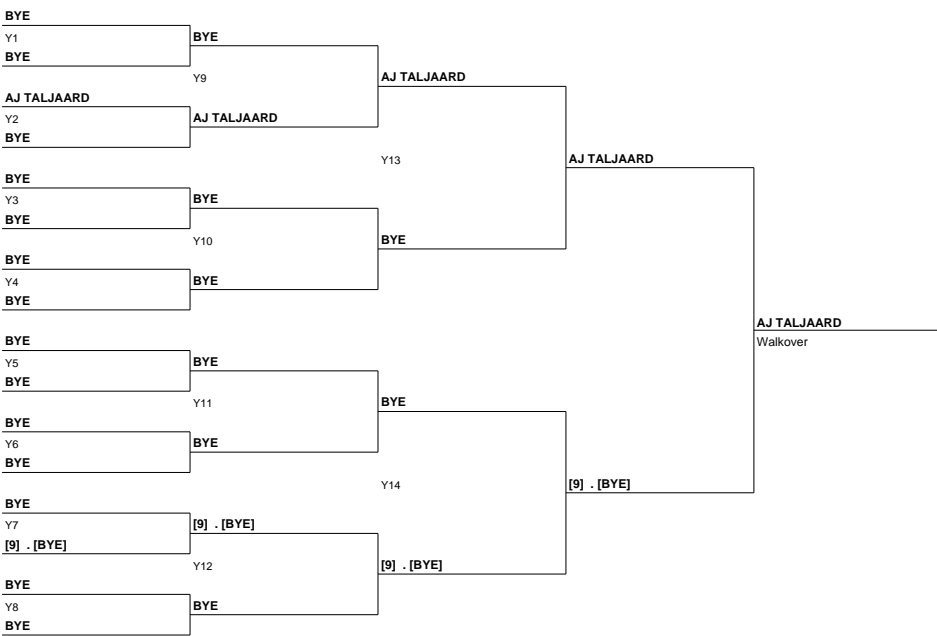 BYE
Y1
BYE
BYE
Y9
AJ TALJAARD
AJ TALJAARD
Y2
AJ TALJAARD
BYE
Y13
AJ TALJAARD
BYE
Y3
BYE
BYE
Y10
BYE
BYE
Y4
BYE
BYE
AJ TALJAARD
Walkover
BYE
Y5
BYE
BYE
Y11
BYE
BYE
Y6
BYE
BYE
Y14
[9] . [BYE]
BYE
Y7
[9] . [BYE]
[9] . [BYE]
Y12
[9] . [BYE]
BYE
Y8
BYE
BYE